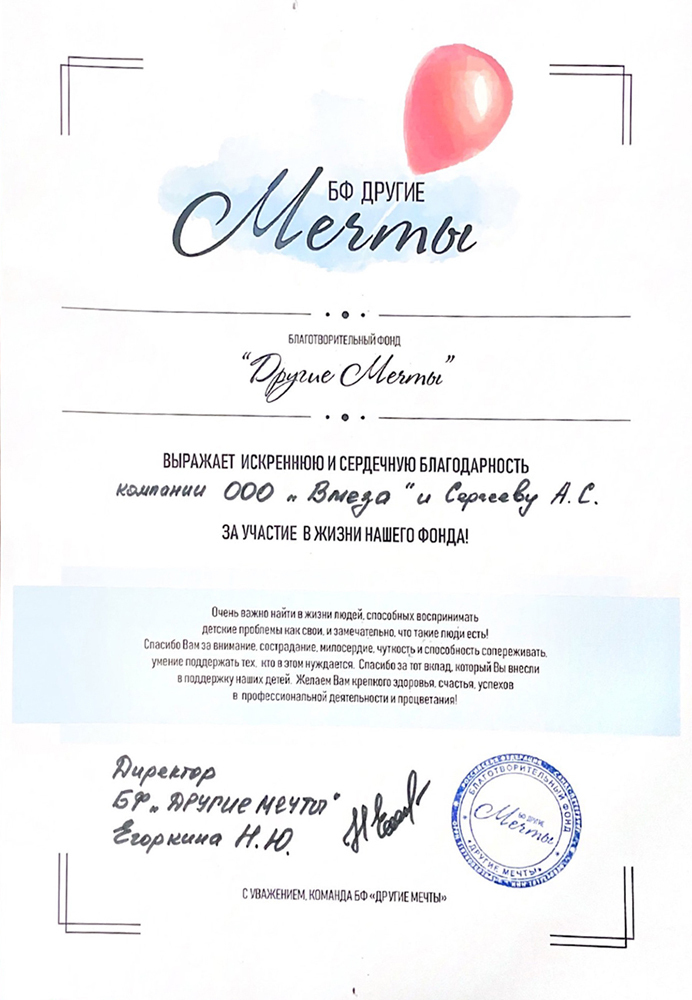 БФ ДРУГИЕ
Мечты
БЛАГОТВОРИТЕЛЬНЫЙ ФОНД
“Другие Мечты”
ВЫРАЖАЕТ ИСКРЕННЮЮ И СЕРДЕЧНУЮ БЛАГОДАРНОСТЬ
компании ООО „Вмеза“ и Сергееву А.С.
ЗА УЧАСТИЕ В ЖИЗНИ НАШЕГО ФОНДА!
Очень важно найти в жизни людей, способных воспринимать
детские проблемы как свои, и замечательно, что такие люди есть!
Спасибо Вам за внимание, сострадание, милосердие, чуткость и способность сопереживать,
умение поддержать тех, кто в этом нуждается. Спасибо за тот вклад, который Вы внесли
в поддержку наших детей. Желаем Вам крепкого здоровья, счастья, успехов
в профессиональной деятельности и процветания!
Директор
БФ „ДРУГИЕ МЕЧТЫ“
Егоркина Н.Ю.
БЛАГОТВОРИТЕЛЬНЫЙ ФОНД
БФ ДРУГИЕ
Мечты
ДРУГИЕ МЕЧТЫ
С УВАЖЕНИЕМ, КОМАНДА БФ «ДРУГИЕ МЕЧТЫ»